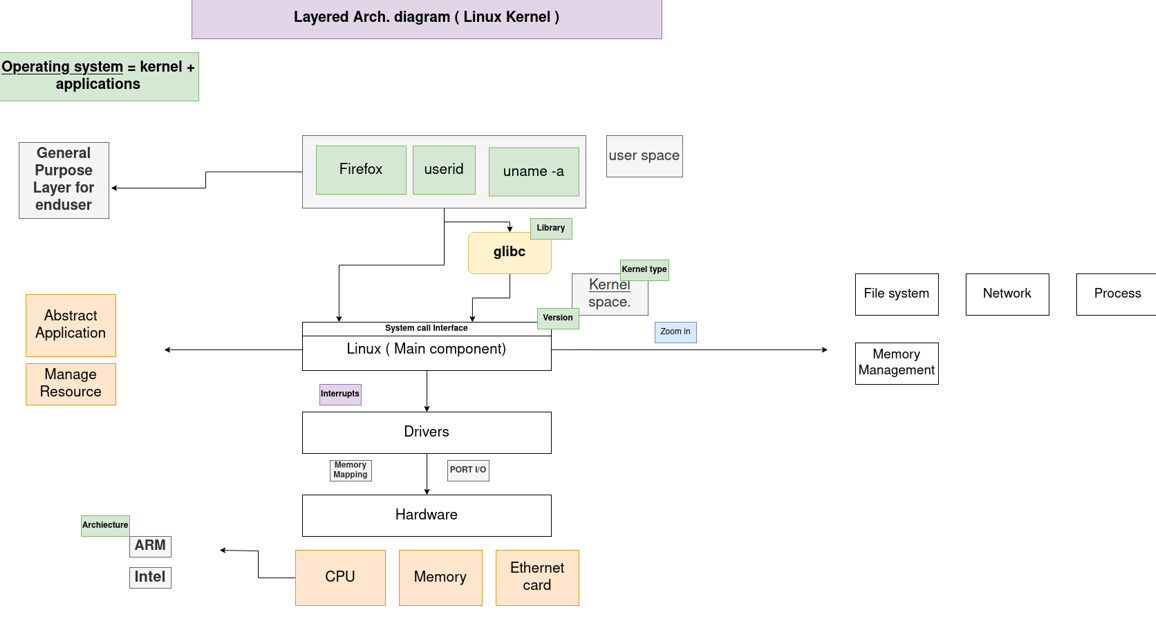 Layered Arch. diagram ( Linux Kernel )
Operating system = kernel +
applications
General
Purpose
Layer for
enduser
Firefox
userid
uname -a
user space
Library
glibc
Kernel type
Kernel
space.
Version
System call Interface
Linux ( Main component)
Zoom in
File system
Network
Process
Memory
Management
Abstract
Application
Manage
Resource
Interrupts
Drivers
Memory
Mapping
PORT I/O
Hardware
Archiecture
ARM
Intel
CPU
Memory
Ethernet
card